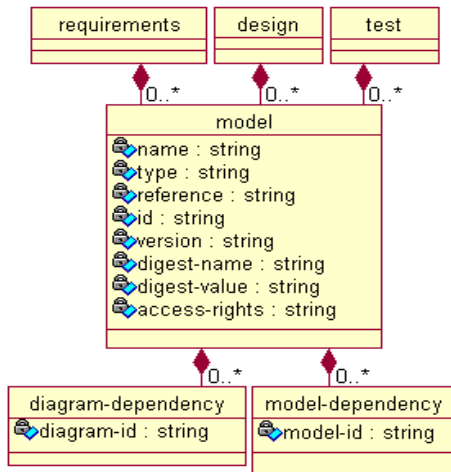 requirements design test
0..* 0..* 0..*
model
name : string
type : string
reference : string
id : string
version : string
digest-name : string
digest-value : string
access-rights : string
0..* 0..*
diagram-dependency model-dependency
diagram-id : string model-id : string